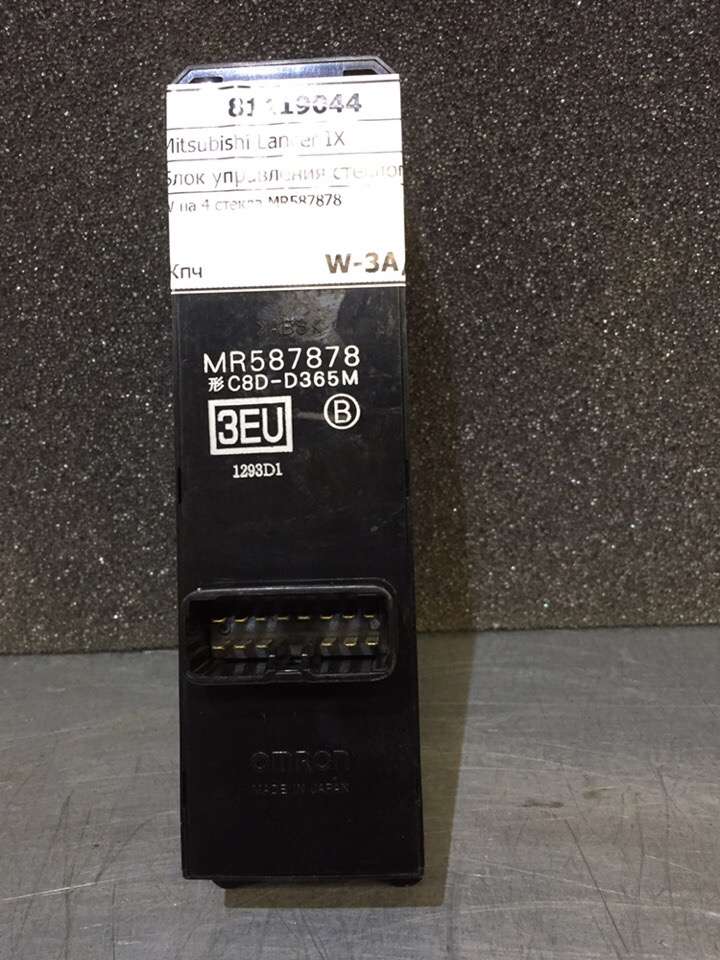 Mitsubishi Lancer IX
Блок управления
на 4 стекла MR587878
Кпч W-3A
>ABS<
MR587878
形 C8D-D365M
3EU B
1293D1
omron
MADE IN JAPAN